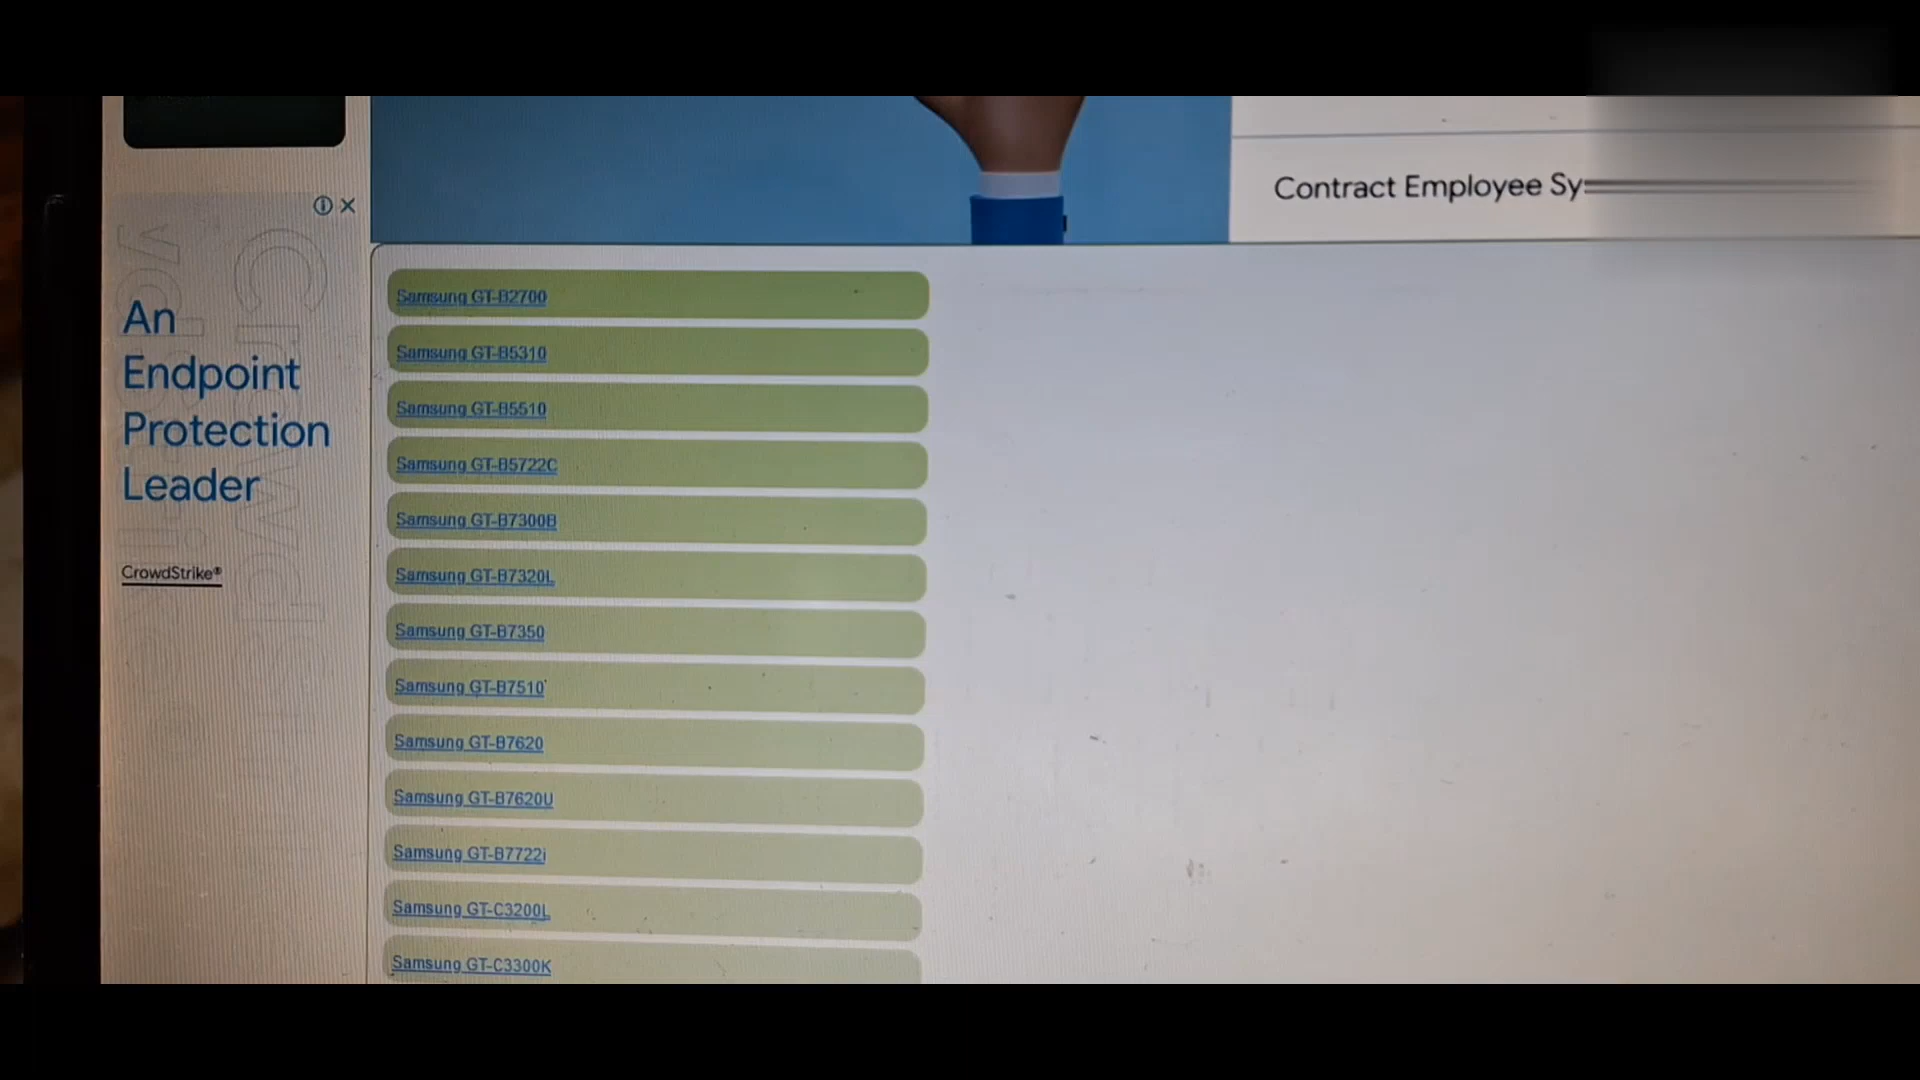 Contract Employee Sy
An
Endpoint
Protection
Leader
CrowdStrike®
Samsung GT-B2700
Samsung GT-B5310
Samsung GT-B5510
Samsung GT-B5722C
Samsung GT-B7300B
Samsung GT-B7320L
Samsung GT-B7350
Samsung GT-B7510
Samsung GT-B7620
Samsung GT-B7620U
Samsung GT-B7722i
Samsung GT-C3200L
Samsung GT-C3300K